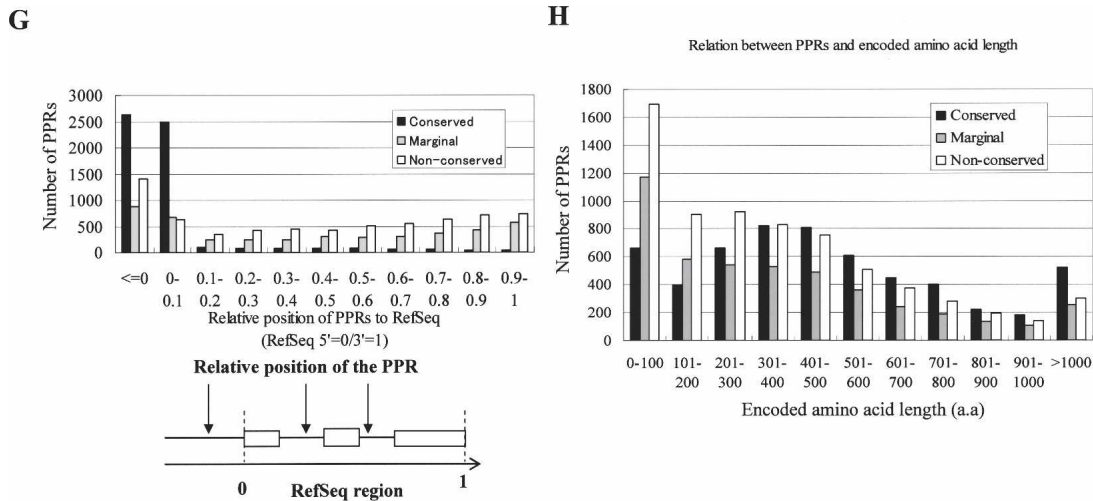 G
3000
2500
2000
1500
1000
500
0
Number of PPRs
Conserved
Marginal
Non-conserved
<=0 0- 0.1- 0.2- 0.3- 0.4- 0.5- 0.6- 0.7- 0.8- 0.9-
0.1 0.2 0.3 0.4 0.5 0.6 0.7 0.8 0.9 1
Relative position of PPRs to RefSeq
(RefSeq 5'=0/3'=1)
Relative position of the PPR
0 1
RefSeq region
H
Relation between PPRs and encoded amino acid length
1800
1600
1400
1200
1000
800
600
400
200
0
Number of PPRs
Conserved
Marginal
Non-conserved
0-100 101- 201- 301- 401- 501- 601- 701- 801- 901- >1000
200 300 400 500 600 700 800 900 1000
Encoded amino acid length (a.a)